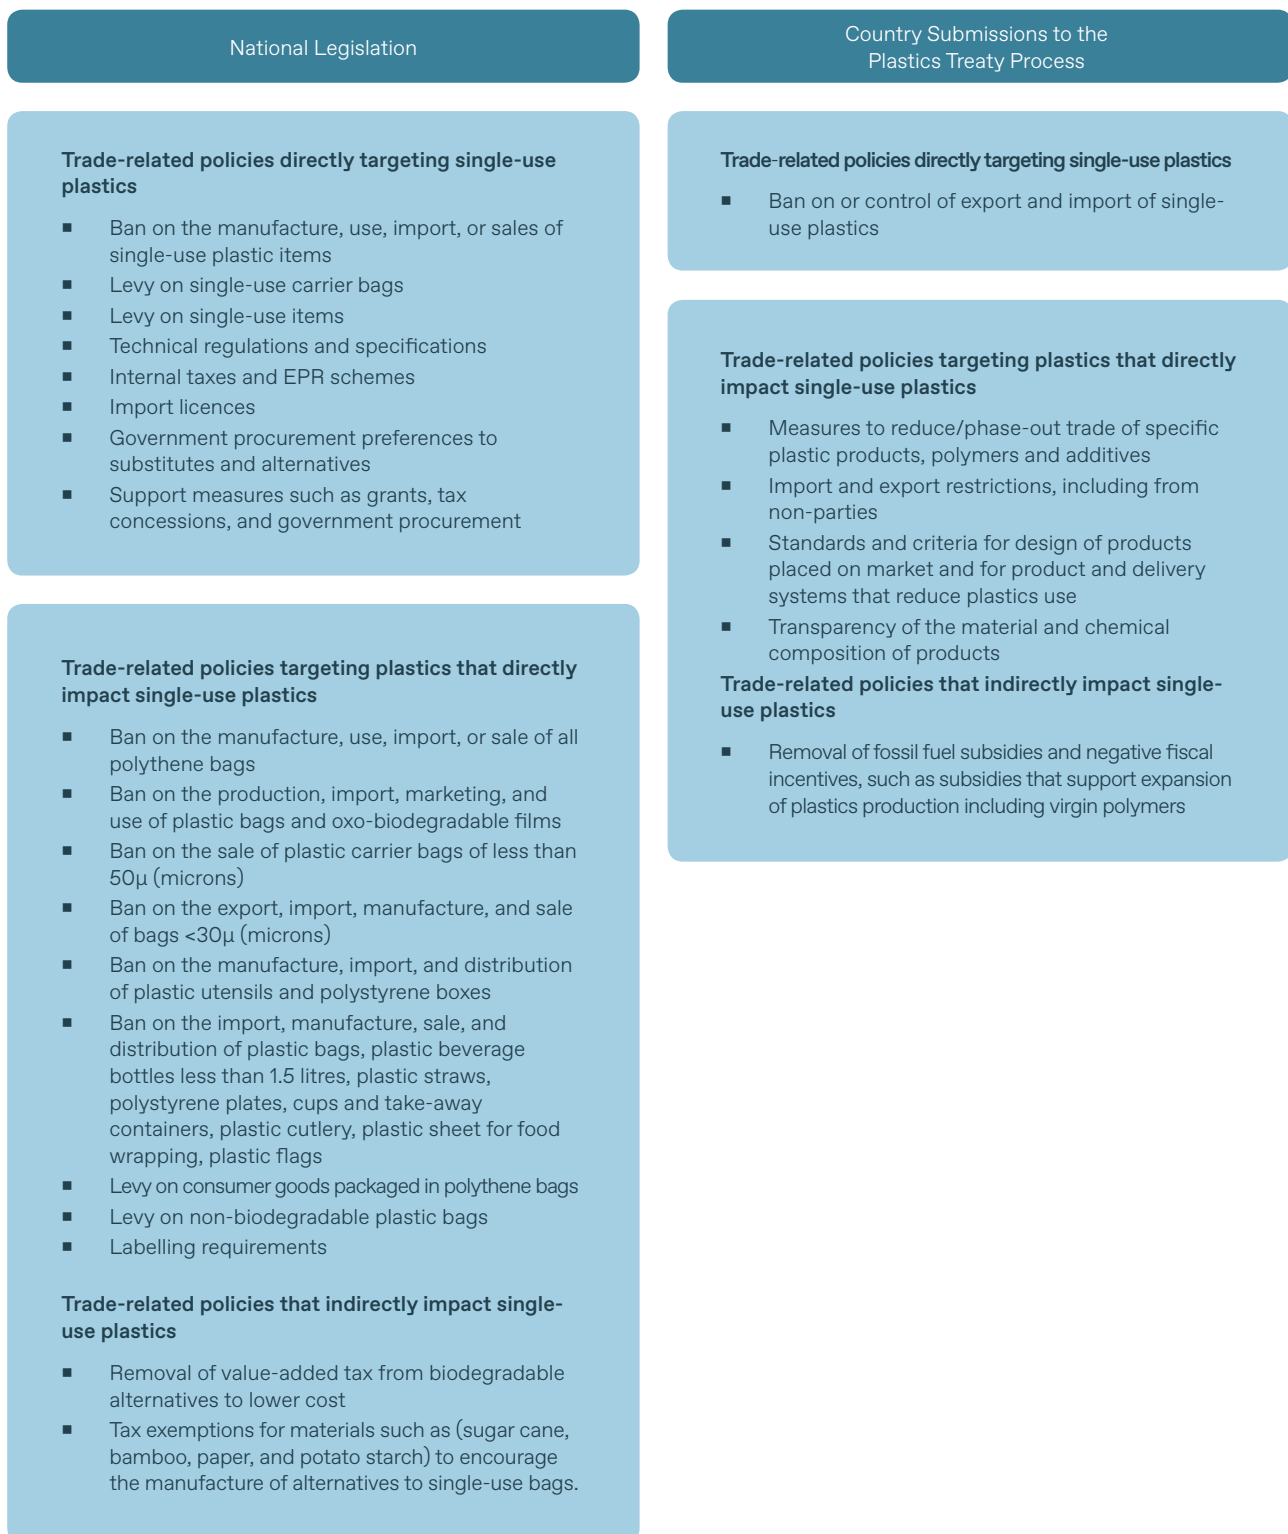 National Legislation
Trade-related policies directly targeting single-use
plastics
■ Ban on the manufacture, use, import, or sales of
single-use plastic items
■ Levy on single-use carrier bags
■ Levy on single-use items
■ Technical regulations and specifications
■ Internal taxes and EPR schemes
■ Import licences
■ Government procurement preferences to
substitutes and alternatives
■ Support measures such as grants, tax
concessions, and government procurement
Trade-related policies targeting plastics that directly
impact single-use plastics
■ Ban on the manufacture, use, import, or sale of all
polythene bags
■ Ban on the production, import, marketing, and
use of plastic bags and oxo-biodegradable films
■ Ban on the sale of plastic carrier bags of less than
50µ (microns)
■ Ban on the export, import, manufacture, and sale
of bags <30µ (microns)
■ Ban on the manufacture, import, and distribution
of plastic utensils and polystyrene boxes
■ Ban on the import, manufacture, sale, and
distribution of plastic bags, plastic beverage
bottles less than 1.5 litres, plastic straws,
polystyrene plates, cups and take-away
containers, plastic cutlery, plastic sheet for food
wrapping, plastic flags
■ Levy on consumer goods packaged in polythene bags
■ Levy on non-biodegradable plastic bags
■ Labelling requirements
Trade-related policies that indirectly impact single-
use plastics
■ Removal of value-added tax from biodegradable
alternatives to lower cost
■ Tax exemptions for materials such as (sugar cane,
bamboo, paper, and potato starch) to encourage
the manufacture of alternatives to single-use bags.
Country Submissions to the
Plastics Treaty Process
Trade-related policies directly targeting single-use plastics
■ Ban on or control of export and import of single-
use plastics
Trade-related policies targeting plastics that directly
impact single-use plastics
■ Measures to reduce/phase-out trade of specific
plastic products, polymers and additives
■ Import and export restrictions, including from
non-parties
■ Standards and criteria for design of products
placed on market and for product and delivery
systems that reduce plastics use
■ Transparency of the material and chemical
composition of products
Trade-related policies that indirectly impact single-
use plastics
■ Removal of fossil fuel subsidies and negative fiscal
incentives, such as subsidies that support expansion
of plastics production including virgin polymers